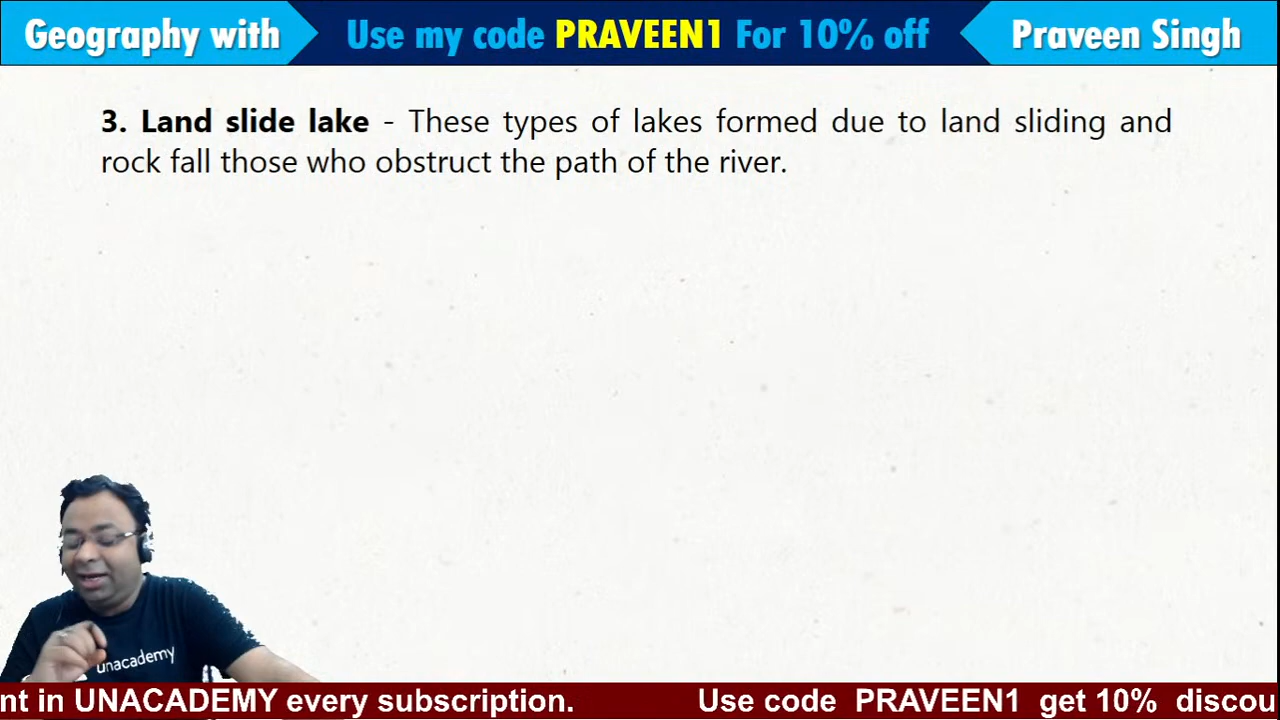 Geography with
Use my code PRAVEEN1 For 10% off
Praveen Singh
3. Land slide lake - These types of lakes formed due to land sliding and
rock fall those who obstruct the path of the river.
unacademy
nt in UNACADEMY every subscription.
Use code PRAVEEN1 get 10% discou